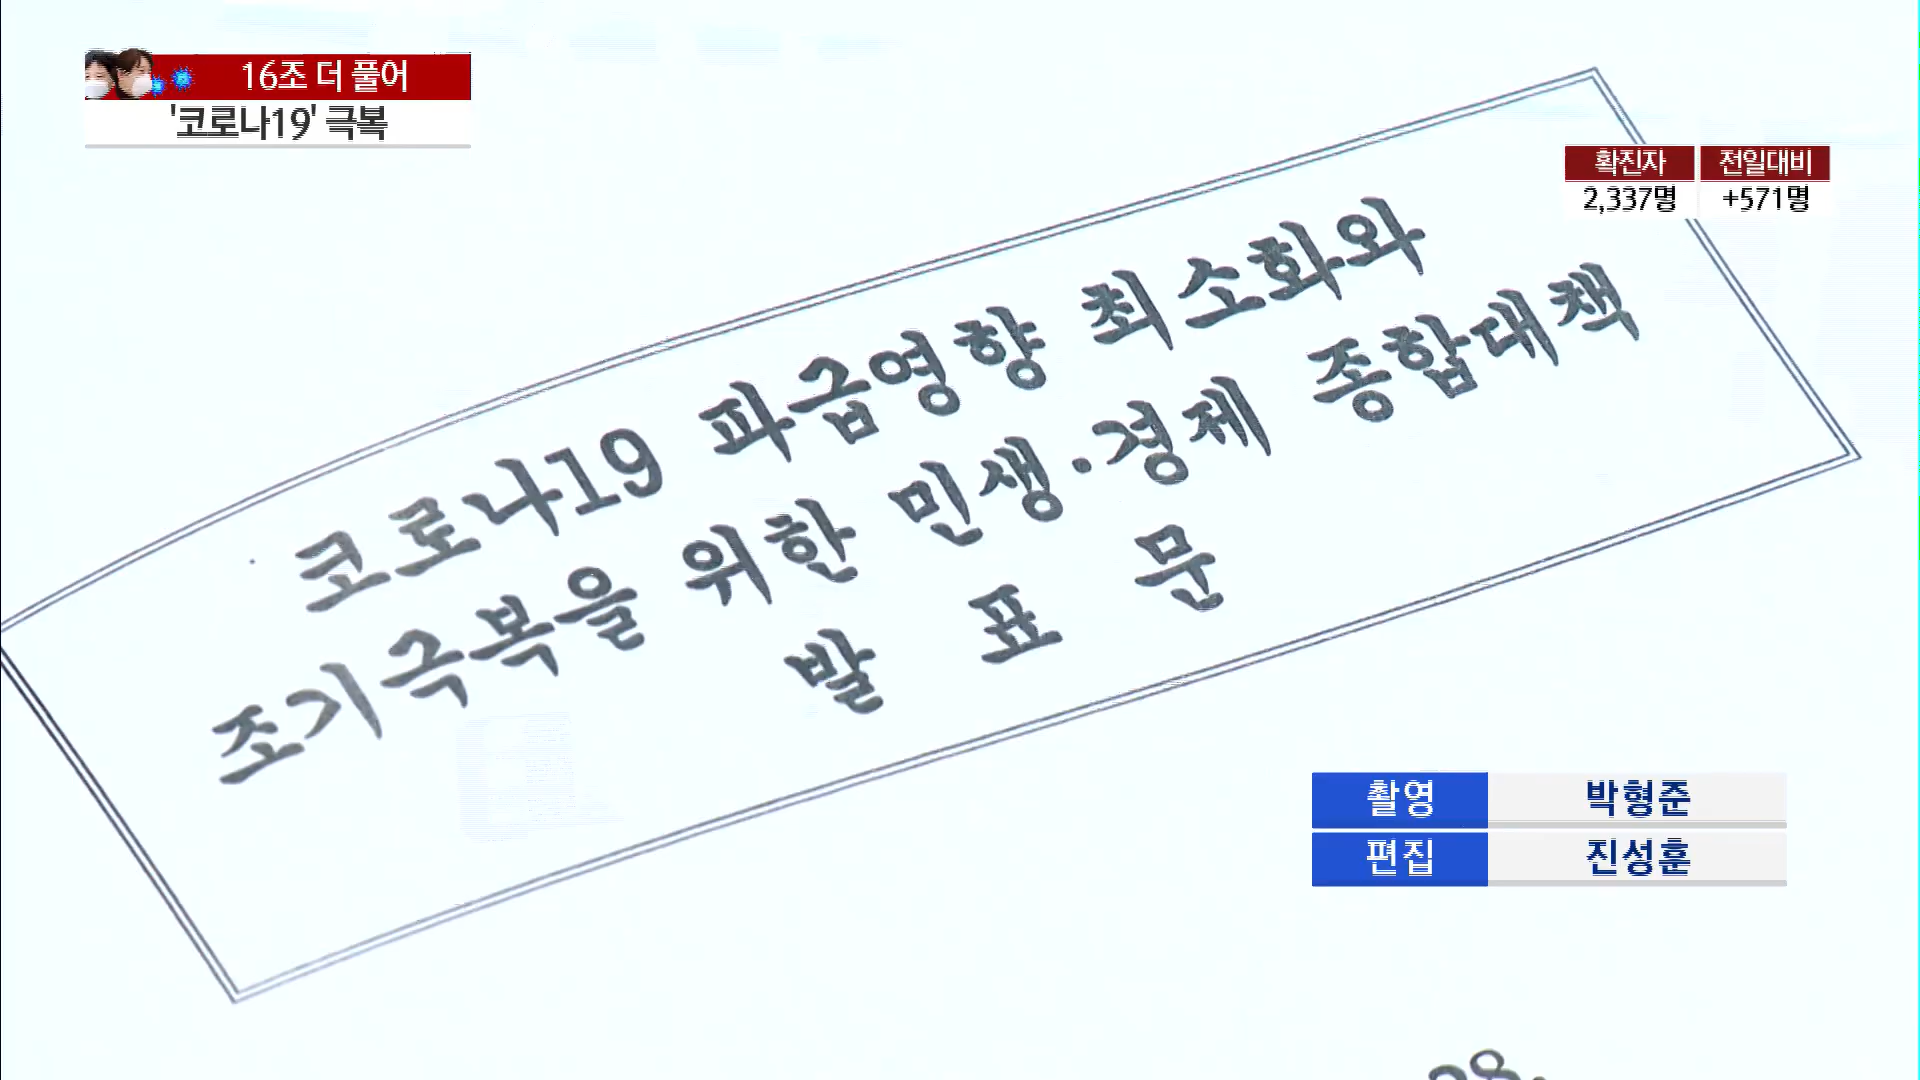 16조 더 풀어
'코로나19' 극복
확진자 전일대비
2,337명 +571명
코로나19 파급영향 최소화와
조기극복을 위한 민생·경제 종합대책
발 표 문
촬영 박형준
편집 진성훈